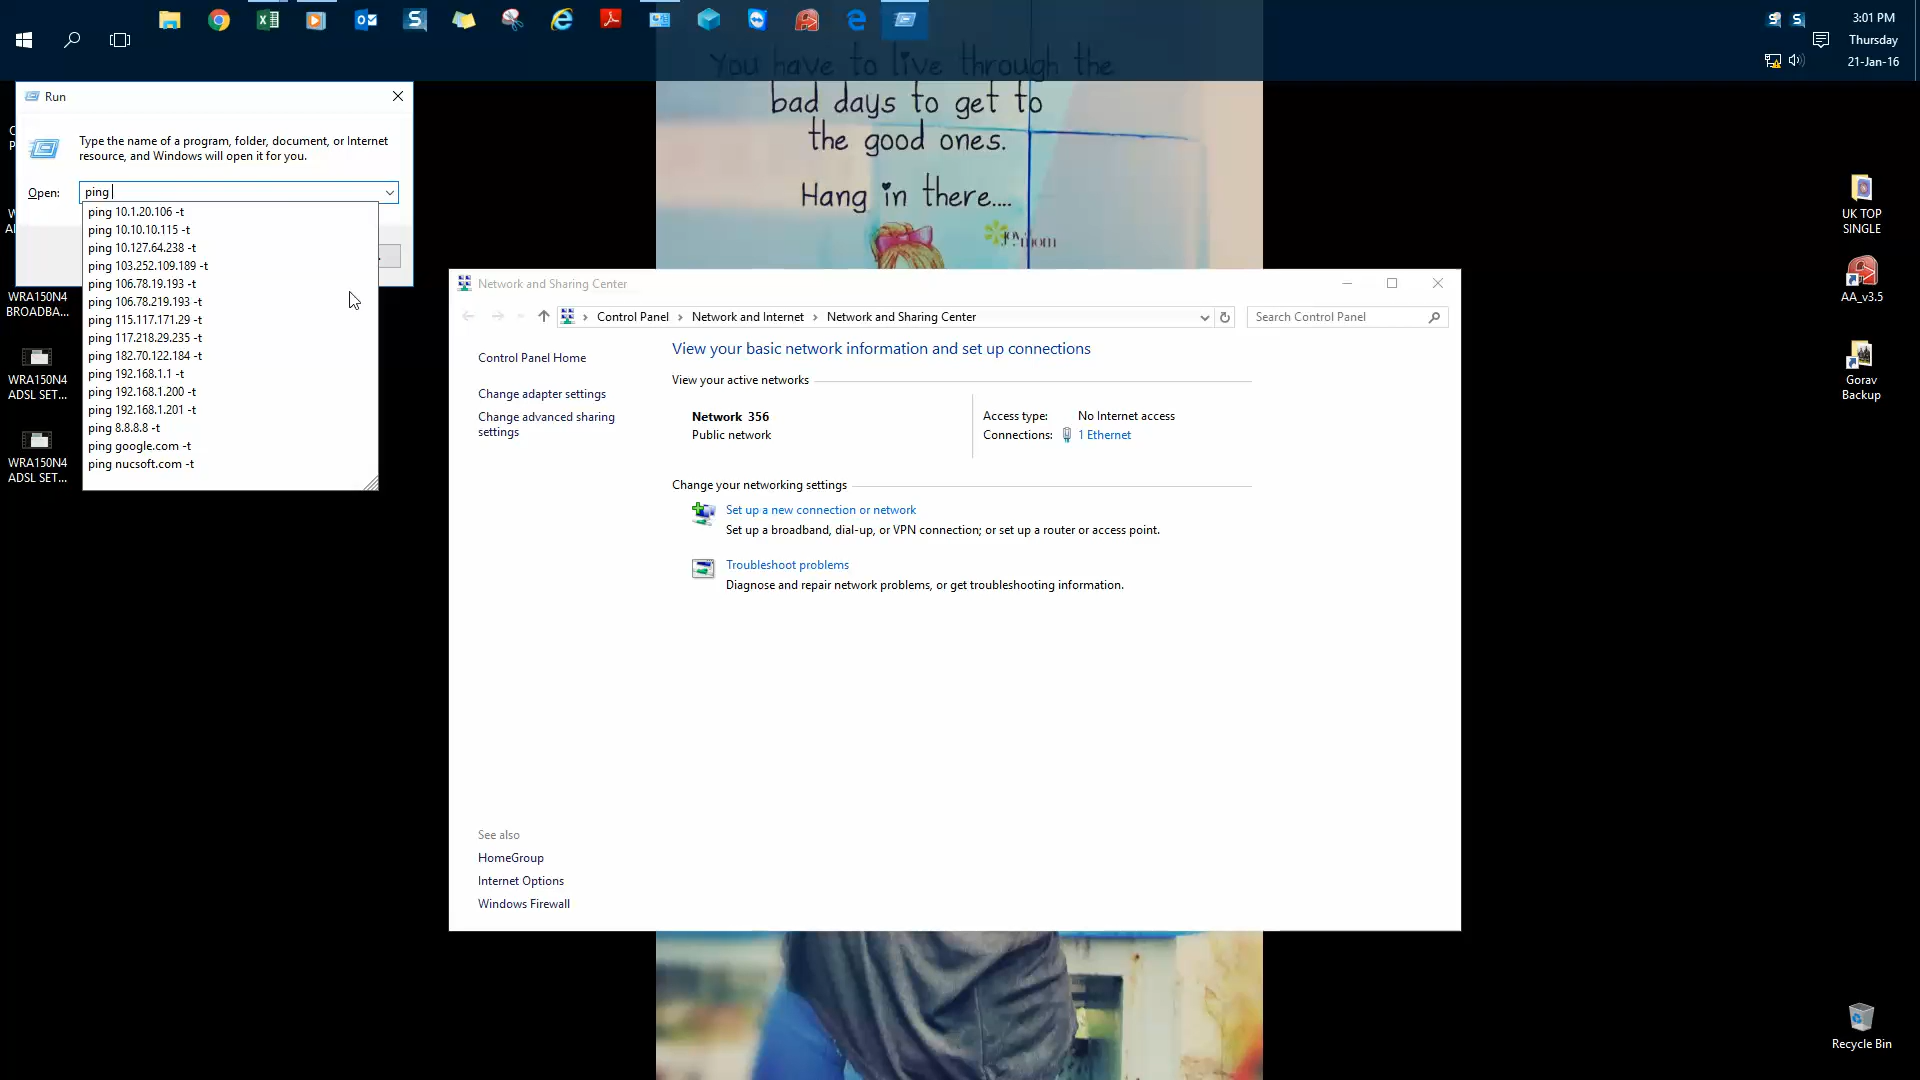 3:01 PM
Thursday
21-Jan-16
You have to live through the
bad days to get to
the good ones.
Hang in there....
Run
Type the name of a program, folder, document, or Internet
resource, and Windows will open it for you.
Open:
ping
ping 10.1.20.106 -t
ping 10.10.10.115 -t
ping 10.127.64.238 -t
ping 103.252.109.189 -t
ping 106.78.19.193 -t
ping 106.78.219.193 -t
ping 115.117.171.29 -t
ping 117.218.29.235 -t
ping 182.70.122.184 -t
ping 192.168.1.1 -t
ping 192.168.1.200 -t
ping 192.168.1.201 -t
ping 8.8.8.8 -t
ping google.com -t
ping nucsoft.com -t
WRA150N4
BROADBA...
WRA150N4
ADSL SET...
WRA150N4
ADSL SET...
Network and Sharing Center
Control Panel
Network and Internet
Network and Sharing Center
Search Control Panel
Control Panel Home
Change adapter settings
Change advanced sharing
settings
View your basic network information and set up connections
View your active networks
Network 356
Public network
Access type: No Internet access
Connections: 1 Ethernet
Change your networking settings
Set up a new connection or network
Set up a broadband, dial-up, or VPN connection; or set up a router or access point.
Troubleshoot problems
Diagnose and repair network problems, or get troubleshooting information.
See also
HomeGroup
Internet Options
Windows Firewall
UK TOP
SINGLE
AA_v3.5
Gorav
Backup
Recycle Bin